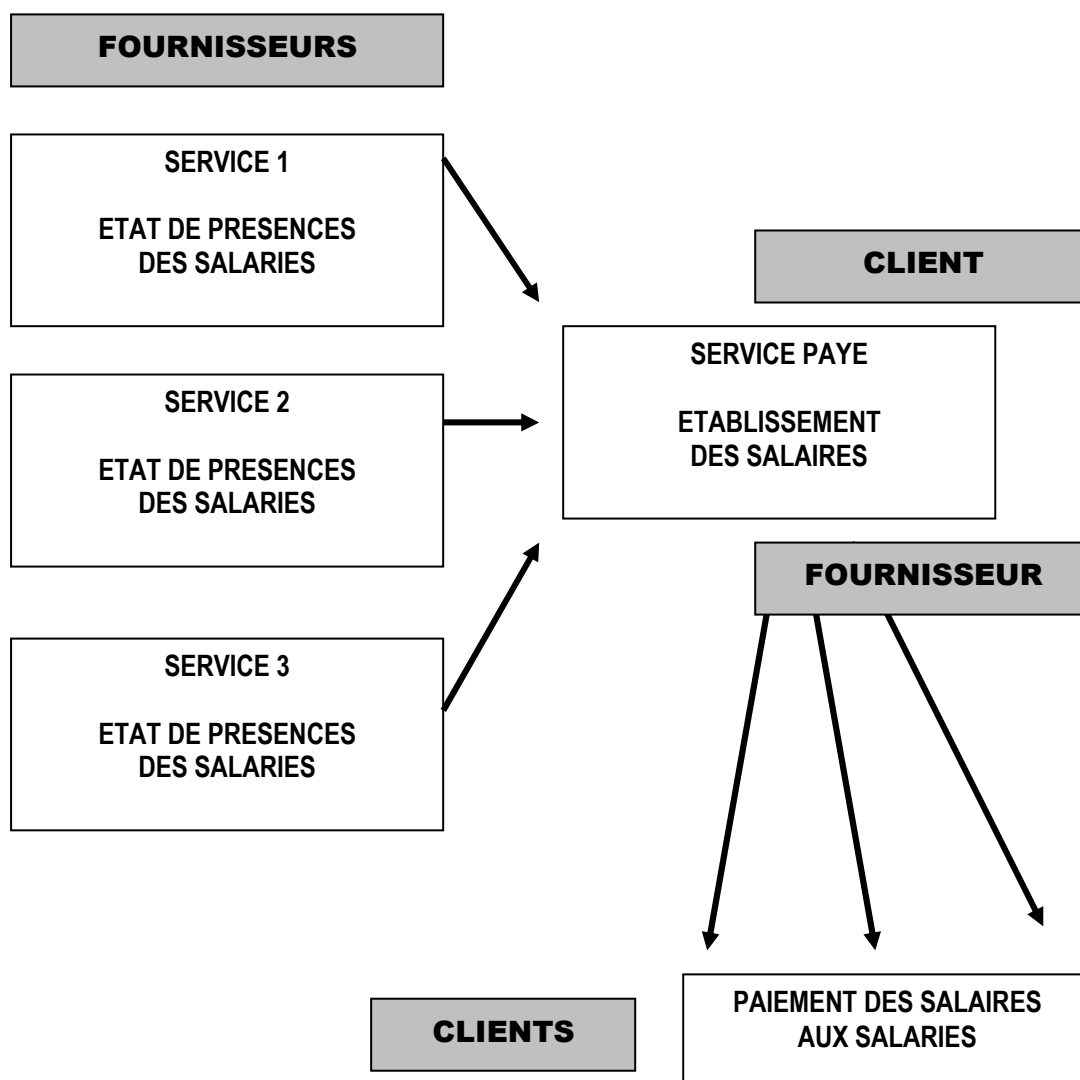 FOURNISSEURS
SERVICE 1
ETAT DE PRESENCES
DES SALARIES
CLIENT
SERVICE PAYE
ETABLISSEMENT
DES SALAIRES
SERVICE 2
ETAT DE PRESENCES
DES SALARIES
FOURNISSEUR
SERVICE 3
ETAT DE PRESENCES
DES SALARIES
CLIENTS
PAIEMENT DES SALAIRES
AUX SALARIES